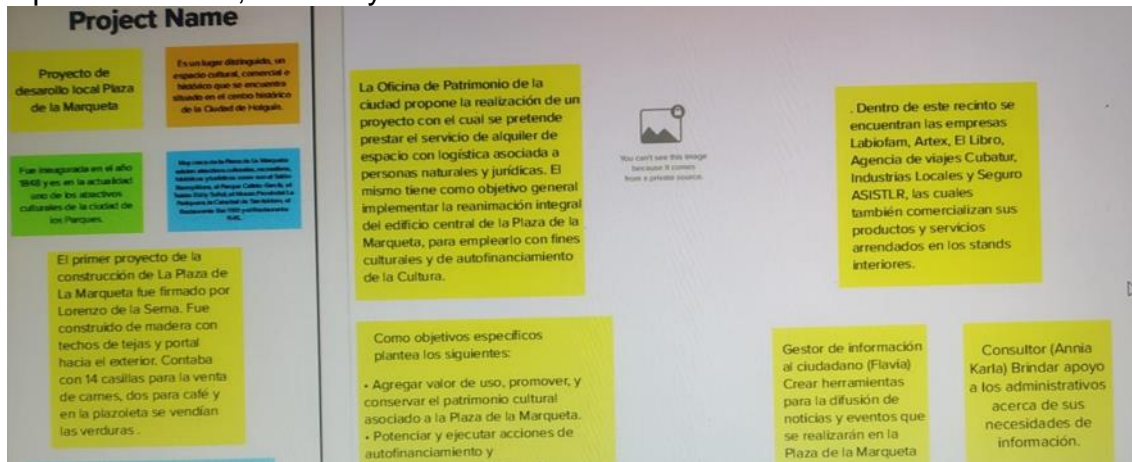 Project Name
Proyecto de
desarollo local Plaza
de la Marqueta
Es un lugar distinguido, un
espacio cultural, comercial e
histórico que se encuentra
situado en el centro histórico
de la Ciudad de Holguín.
Fue inaugurada en el año
1848 y es en la actualidad
uno de los atractivos
culturales de la ciudad de
los Parques.
Muy cerca de la Plaza de la Marqueta
existen atractivos culturales, recreativos,
El primer proyecto de la
construcción de La Plaza de
La Marqueta fue firmado por
Lorenzo de la Serna. Fue
construido de madera con
techos de tejas y portal
hacia el exterior. Contaba
con 14 casillas para la venta
de carnes, dos para café y
en la plazoleta se vendían
las verduras .
La Oficina de Patrimonio de la
ciudad propone la realización de un
proyecto con el cual se pretende
prestar el servicio de alquiler de
espacio con logística asociada a
personas naturales y jurídicas. El
mismo tiene como objetivo general
implementar la reanimación integral
del edificio central de la Plaza de la
Marqueta, para emplearlo con fines
culturales y de autofinanciamiento
de la Cultura.
You can't see this image
because it comes
from a private source.
. Dentro de este recinto se
encuentran las empresas
Labiofam, Artex, El Libro,
Agencia de viajes Cubatur,
Industrias Locales y Seguro
ASISTLR, las cuales
también comercializan sus
productos y servicios
arrendados en los stands
interiores.
Como objetivos específicos
plantea los siguientes:
• Agregar valor de uso, promover, y
conservar el patrimonio cultural
asociado a la Plaza de la Marqueta.
• Potenciar y ejecutar acciones de
autofinanciamiento y
Gestor de información
al ciudadano (Flavia)
Crear herramientas
para la difusión de
noticias y eventos que
se realizarán en la
Plaza de la Marqueta
Consultor (Annia
Karla) Brindar apoyo
a los administrativos
acerca de sus
necesidades de
información.